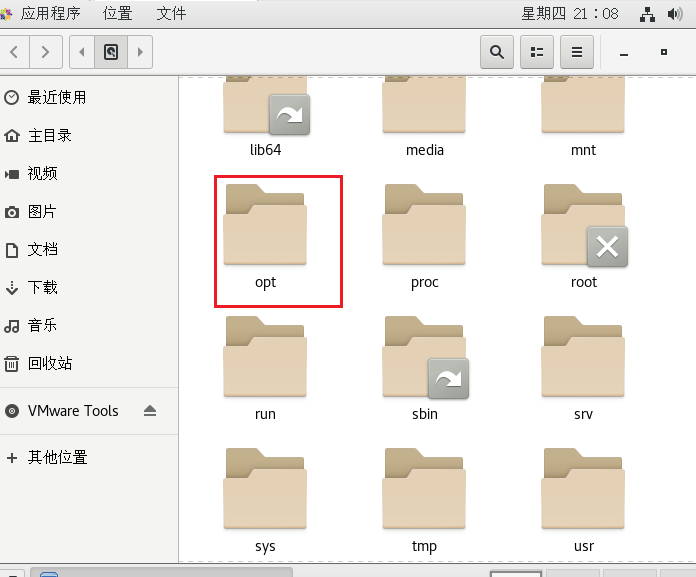 应用程序 位置 文件 星期四 21：08
最近使用
主目录
视频
图片
文档
下载
音乐
回收站
VMware Tools
其他位置
lib64 media mnt
opt proc root
run sbin srv
sys tmp usr